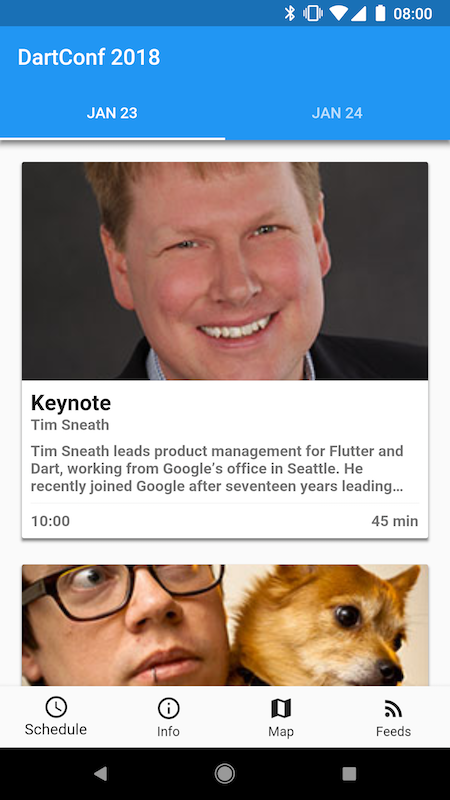 08:00
DartConf 2018
JAN 23
JAN 24
Keynote
Tim Sneath
Tim Sneath leads product management for Flutter and
Dart, working from Google’s office in Seattle. He
recently joined Google after seventeen years leading…
10:00
45 min
Schedule
Info
Map
Feeds